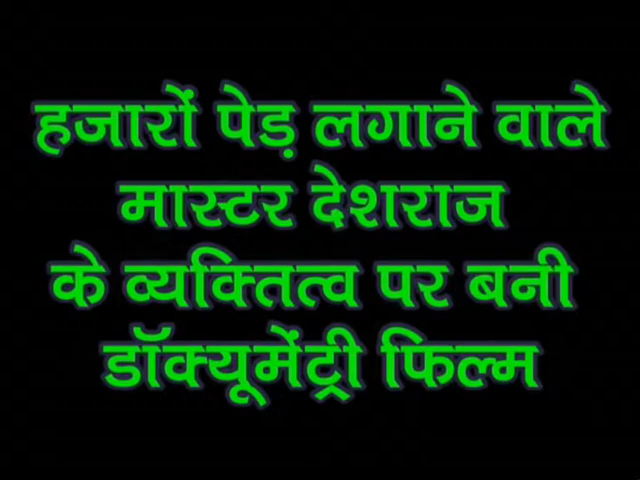 हजारों पेड़ लगाने वाले
मास्टर देशराज
के व्यक्तित्व पर बनी
डॉक्यूमेंट्री फिल्म